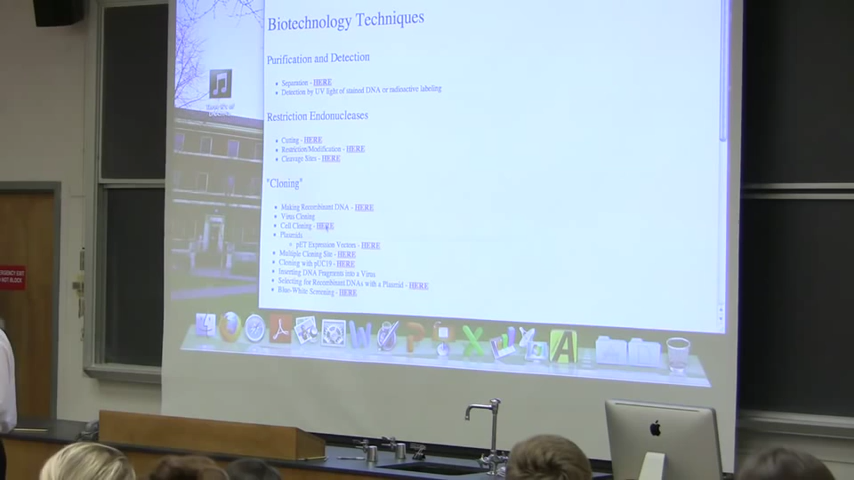 Biotechnology Techniques
Purification and Detection
Separation - HERE
Detection by UV light of stained DNA or radioactive labeling
Restriction Endonucleases
Cutting - HERE
Restriction/Modification - HERE
Cleavage Sites - HERE
"Cloning"
Making Recombinant DNA - HERE
Virus Cloning
Cell Cloning - HERE
Plasmids
pET Expression Vectors - HERE
Multiple Cloning Site - HERE
Cloning with pUC19 - HERE
Inserting DNA Fragments into a Virus
Selecting for Recombinant DNAs with a Plasmid - HERE
Blue-White Screening - HERE
EMERGENCY EXIT